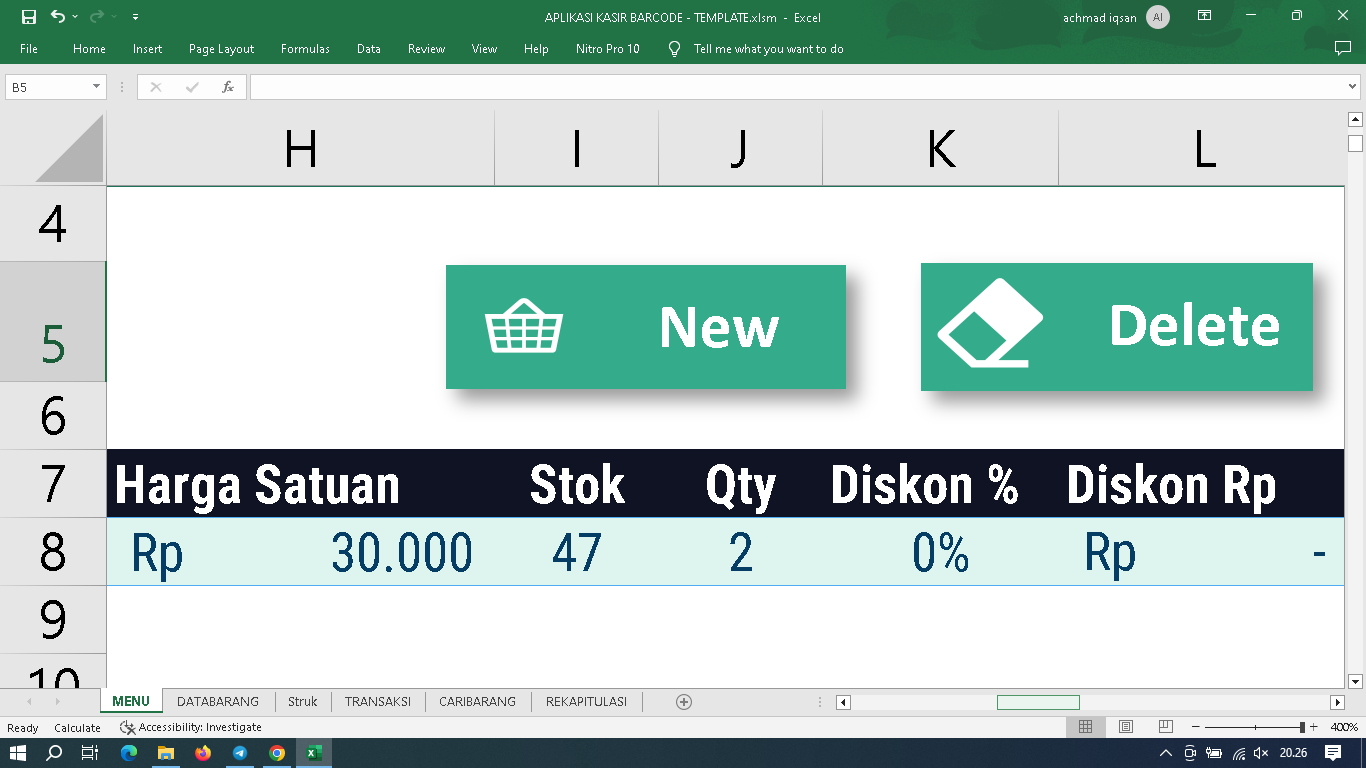 APLIKASI KASIR BARCODE - TEMPLATE.xlsm - Excel
achmad iqsan AI
File Home Insert Page Layout Formulas Data Review View Help Nitro Pro 10 Tell me what you want to do
B5 fx
H I J K L
4
5 New Delete
6
7 Harga Satuan Stok Qty Diskon % Diskon Rp
8 Rp 30.000 47 2 0% Rp -
9
10
MENU DATABARANG Struk TRANSAKSI CARIBARANG REKAPITULASI
Ready Calculate Accessibility: Investigate 400%
20.26